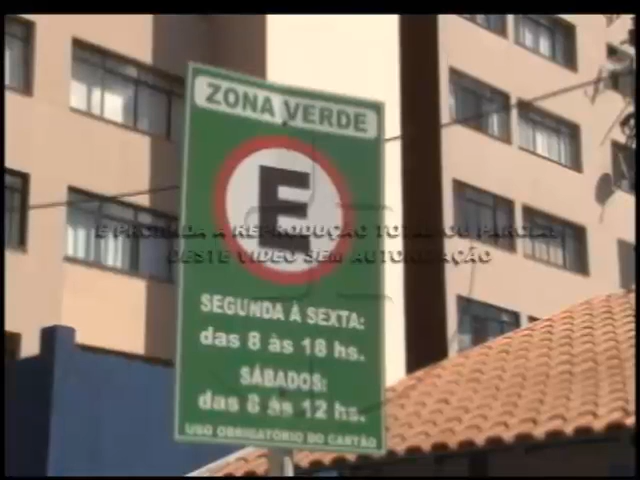 ZONA VERDE
E
É PROIBIDA A REPRODUÇÃO TOTAL OU PARCIAL
DESTE VIDEO SEM AUTORIZAÇÃO
SEGUNDA À SEXTA:
das 8 às 18 hs.
SÁBADOS:
das 8 às 12 hs.
USO OBRIGATÓRIO DO CARTÃO